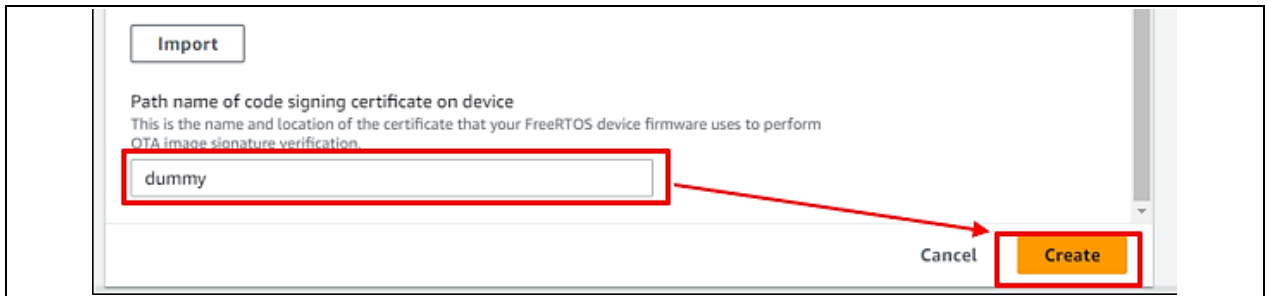 Import
Path name of code signing certificate on device
This is the name and location of the certificate that your FreeRTOS device firmware uses to perform
OTA image signature verification.
dummy
Cancel Create